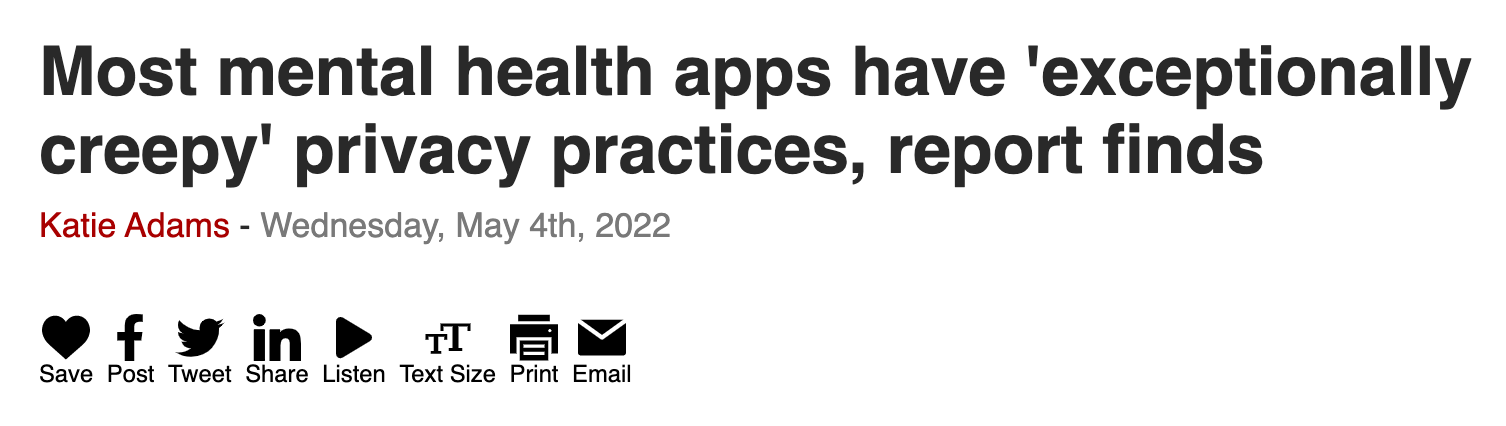 Most mental health apps have 'exceptionally
creepy' privacy practices, report finds
Katie Adams - Wednesday, May 4th, 2022
Save Post Tweet Share Listen Text Size Print Email